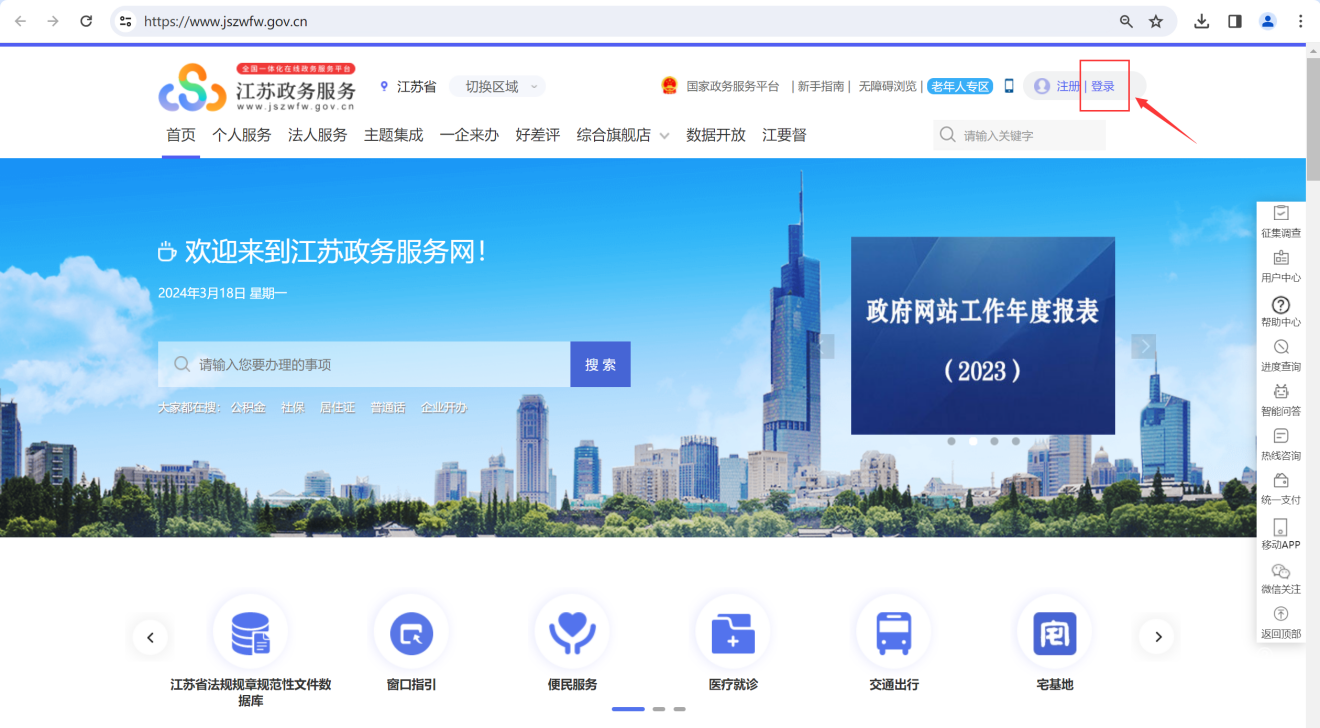 https://www.jszwfw.gov.cn
全国一体化在线政务服务平台
江苏政务服务
www.jszwfw.gov.cn
江苏省
切换区域
国家政务服务平台 | 新手指南 | 无障碍浏览 | 老年人专区
注册 | 登录
首页 个人服务 法人服务 主题集成 一企来办 好差评 综合旗舰店 数据开放 江要督
请输入关键字
欢迎来到江苏政务服务网!
2024年3月18日 星期一
请输入您要办理的事项
搜 索
大家都在搜: 公积金 社保 居住证 普通话 企业开办
政府网站工作年度报表
(2023)
征集调查
用户中心
帮助中心
进度查询
智能问答
热线咨询
统一支付
移动APP
微信关注
返回顶部
江苏省法规规章规范性文件数
据库
窗口指引
便民服务
医疗就诊
交通出行
宅
宅基地